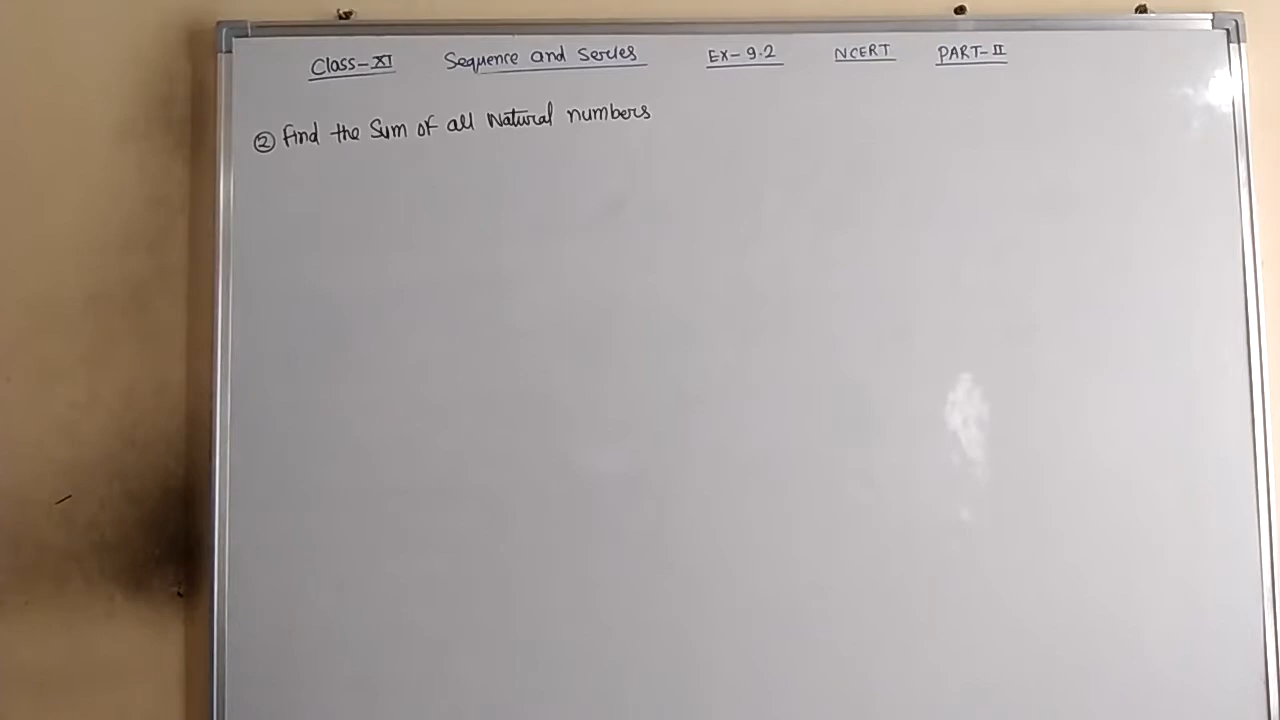 Class-XI Sequence and Series EX-9.2 NCERT PART-II
② Find the Sum of all Natural numbers